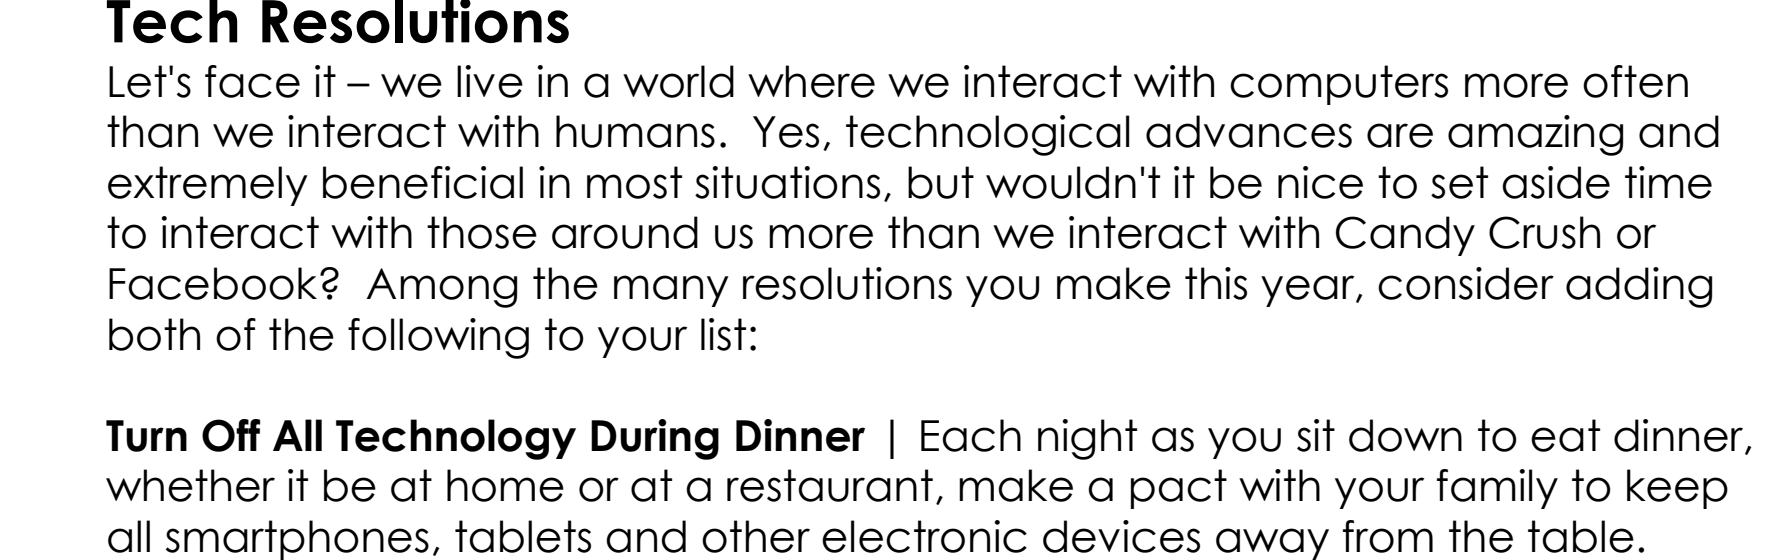 Tech Resolutions
Let's face it – we live in a world where we interact with computers more often
than we interact with humans.  Yes, technological advances are amazing and
extremely beneficial in most situations, but wouldn't it be nice to set aside time
to interact with those around us more than we interact with Candy Crush or
Facebook?  Among the many resolutions you make this year, consider adding
both of the following to your list:
Turn Off All Technology During Dinner | Each night as you sit down to eat dinner,
whether it be at home or at a restaurant, make a pact with your family to keep
all smartphones, tablets and other electronic devices away from the table.